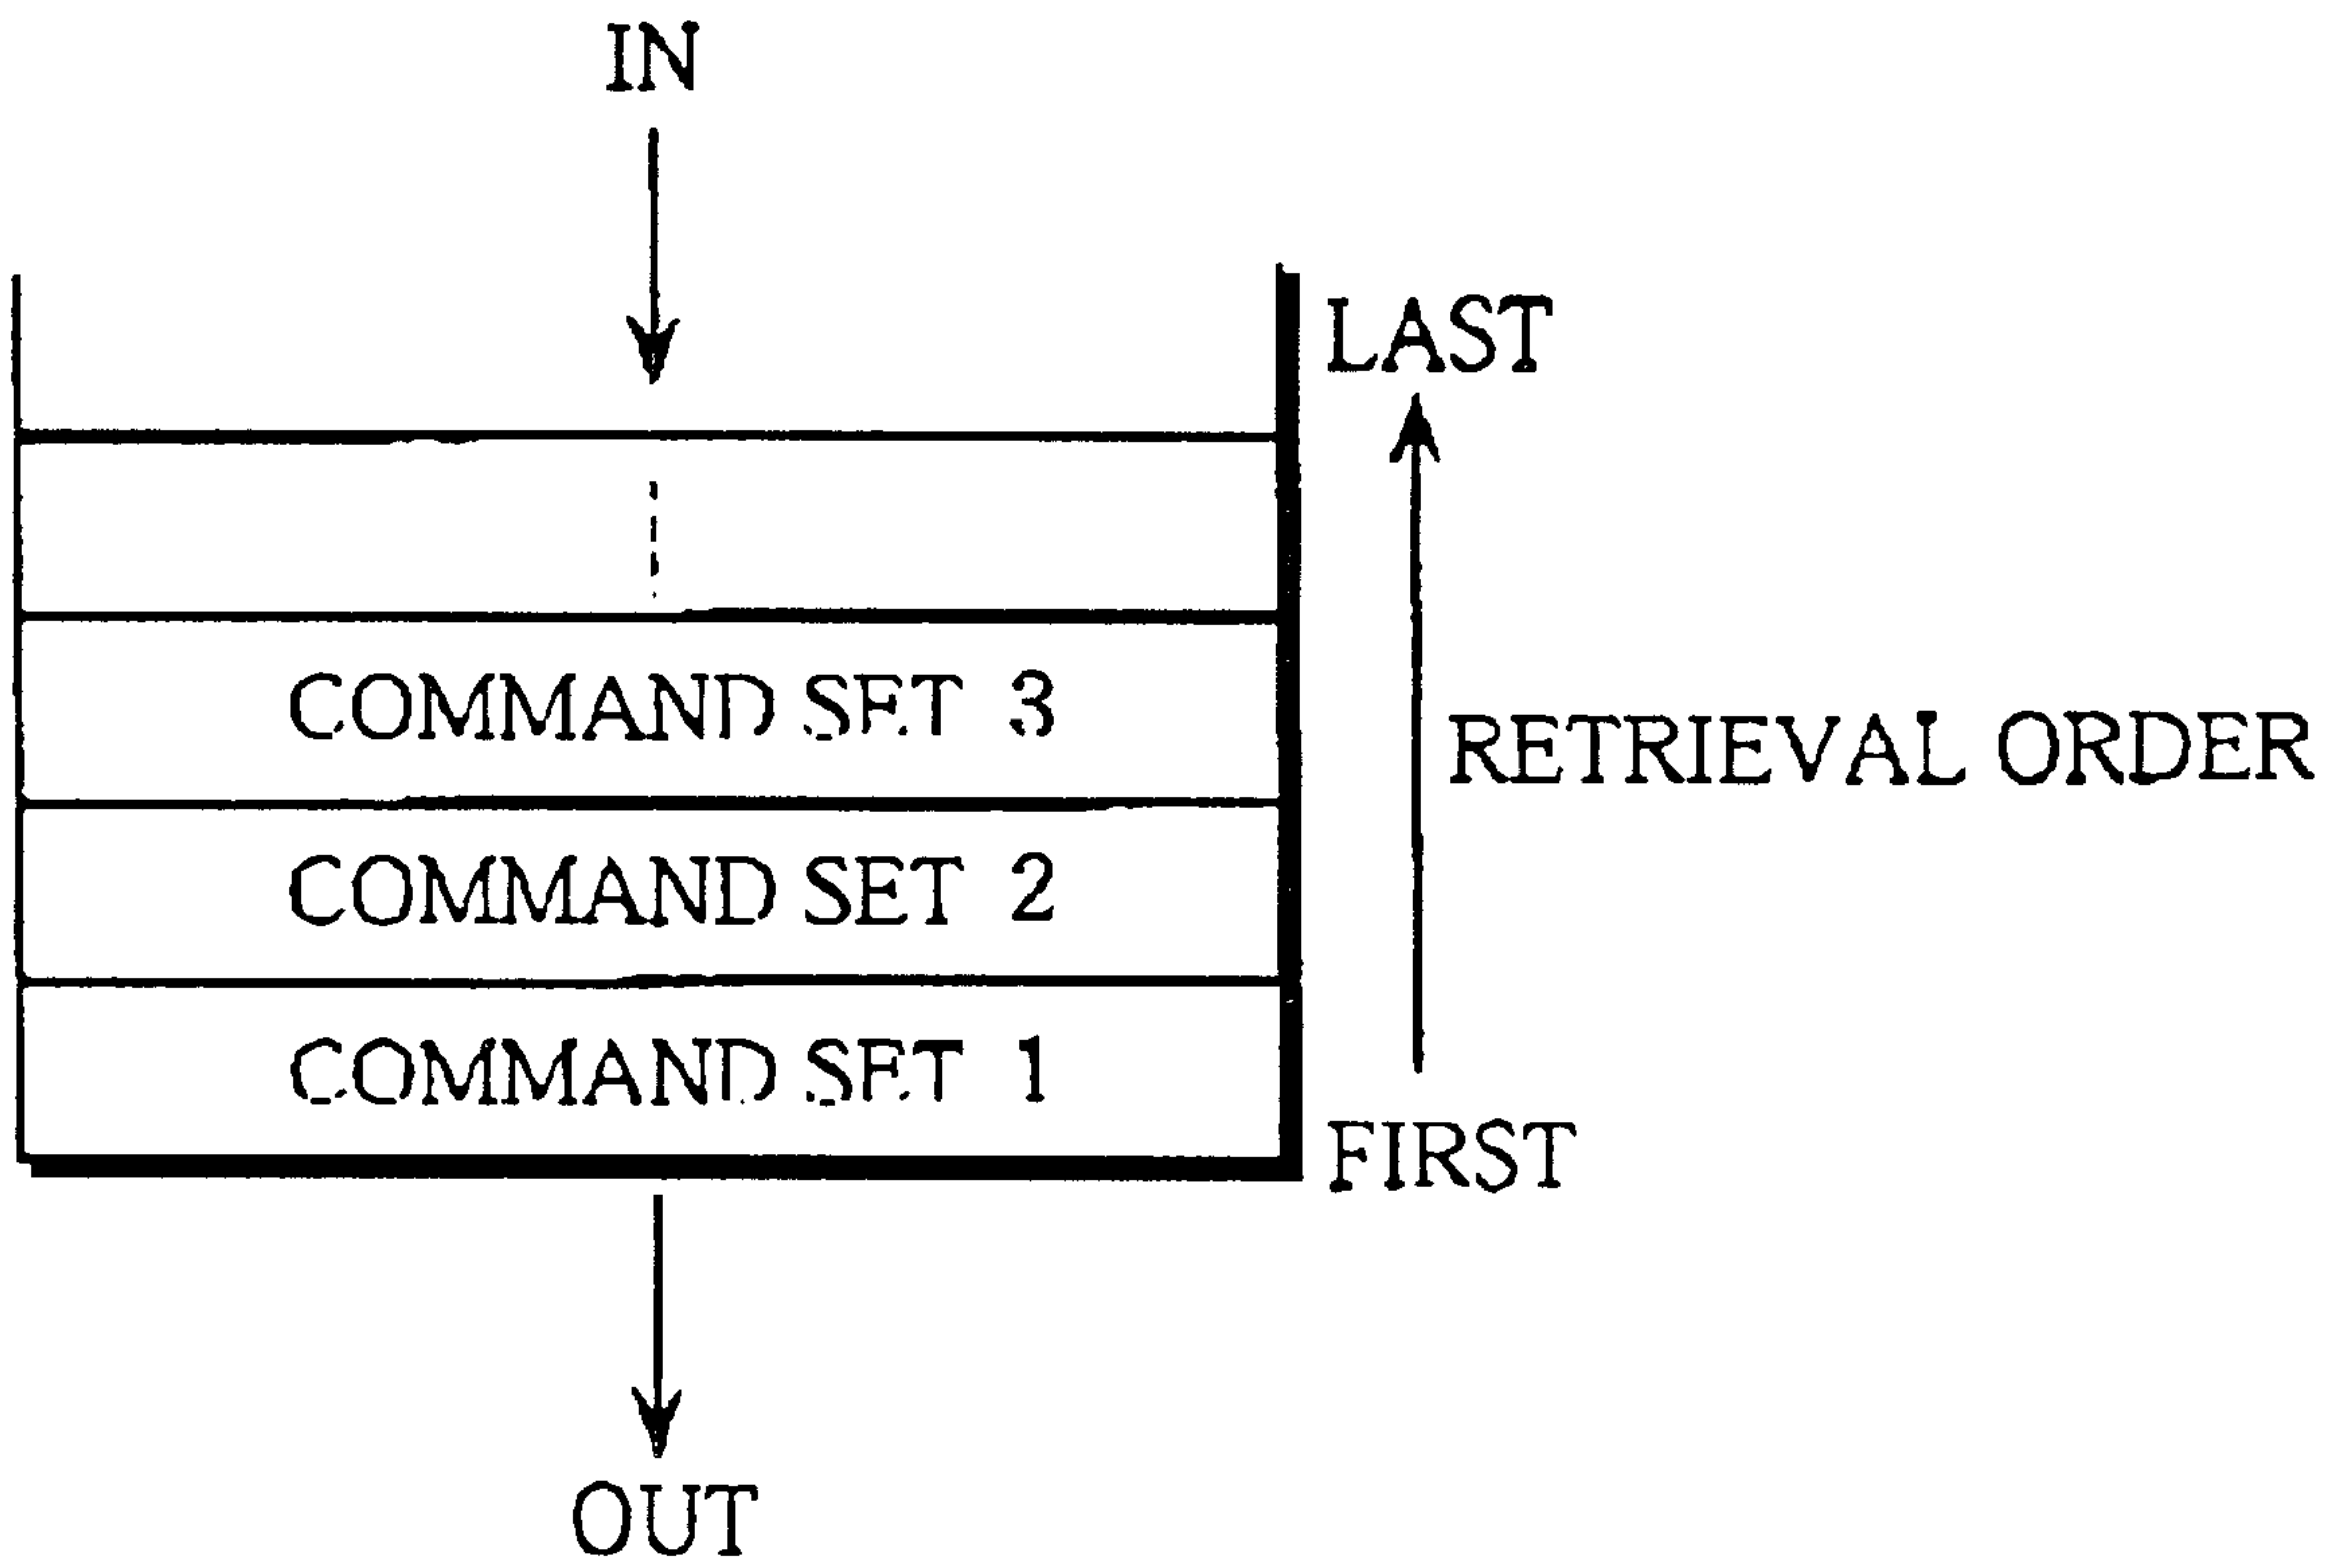 IN
LAST
COMMAND SET 3
RETRIEVAL ORDER
COMMAND SET 2
COMMAND SET 1
FIRST
OUT